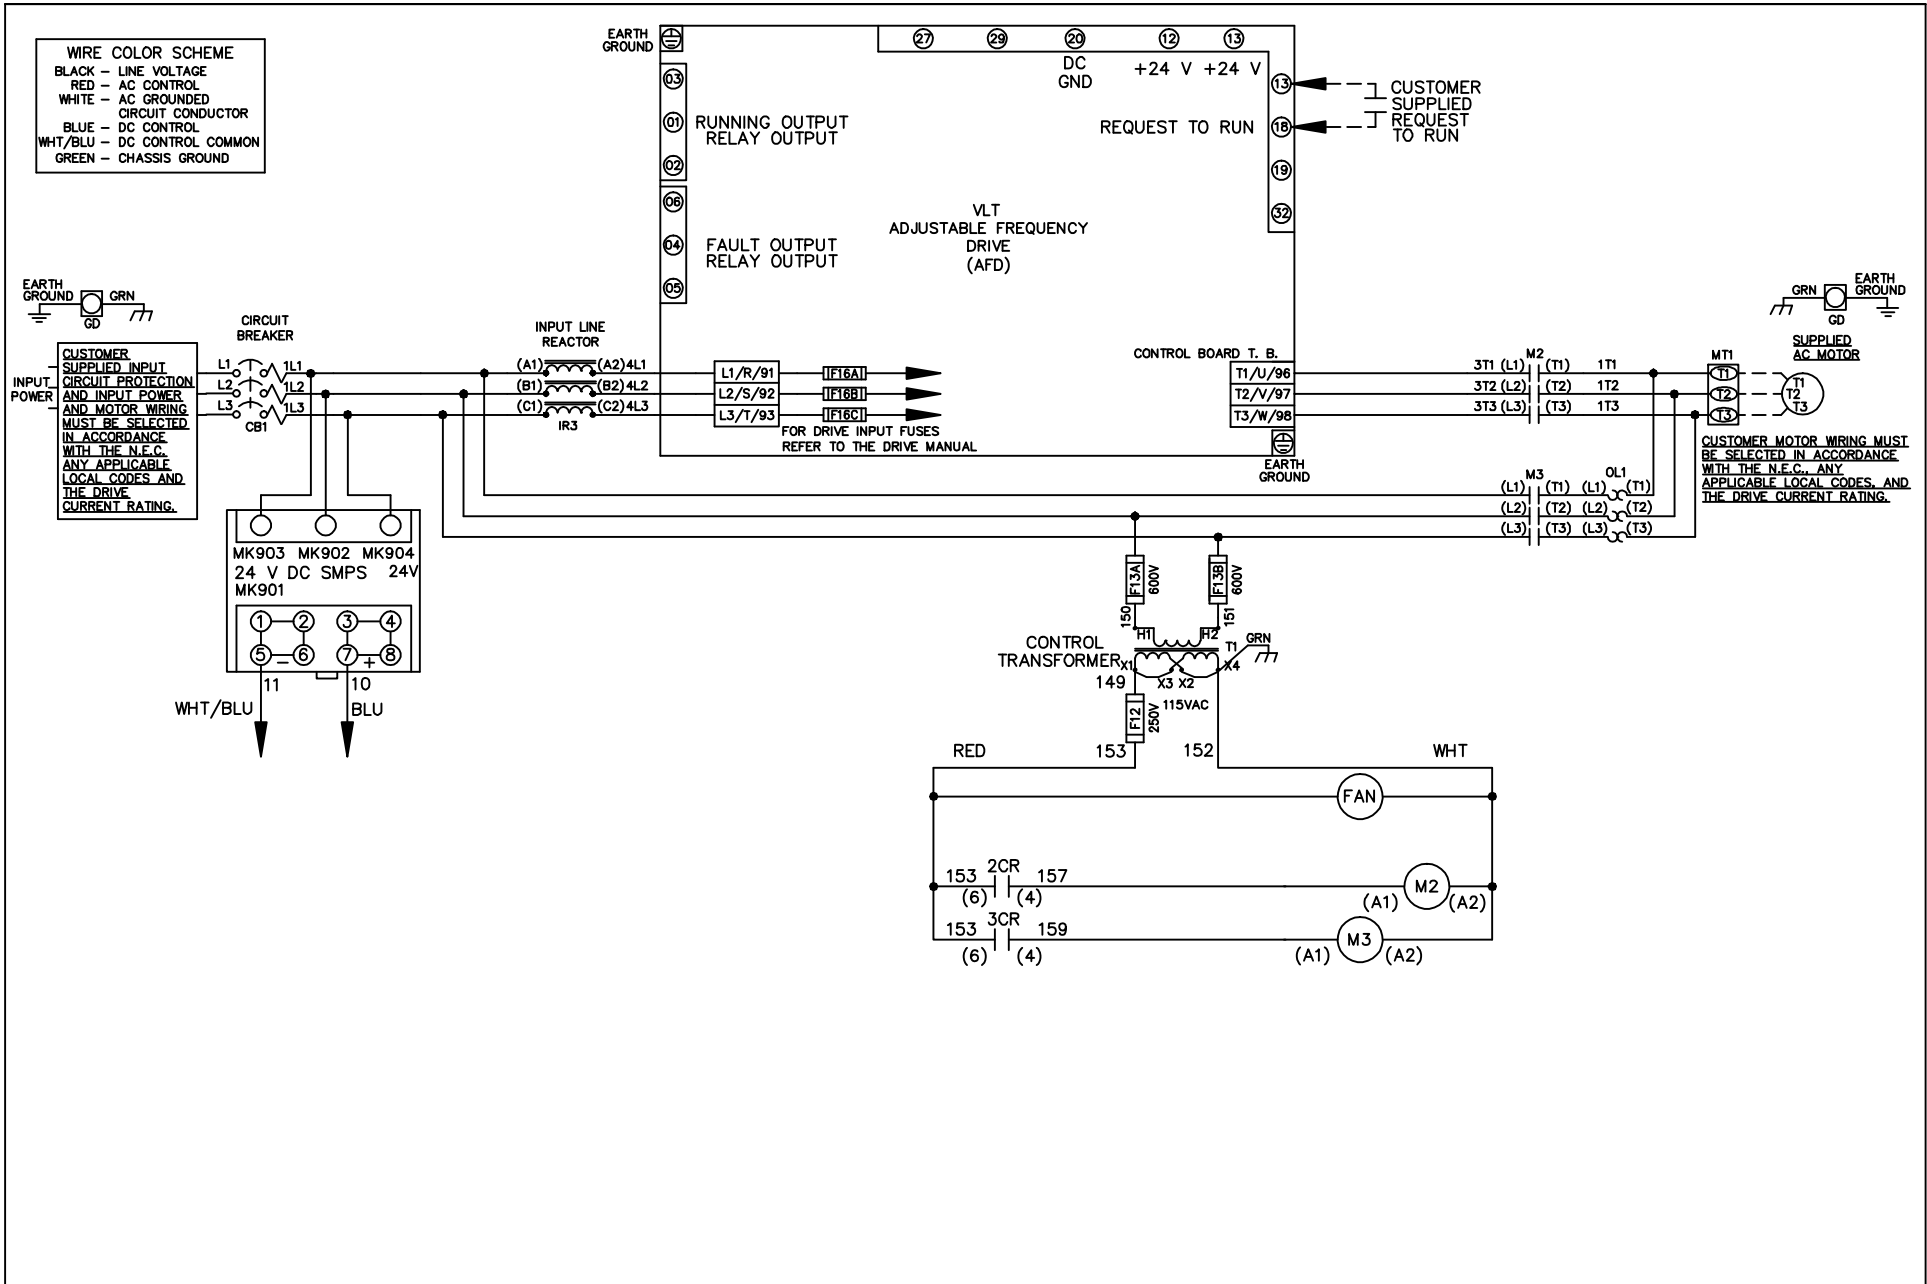 WIRE COLOR SCHEME
BLACK – LINE VOLTAGE
RED – AC CONTROL
WHITE – AC GROUNDED
CIRCUIT CONDUCTOR
BLUE – DC CONTROL
WHT/BLU – DC CONTROL COMMON
GREEN – CHASSIS GROUND
EARTH
GROUND
27 29 20 12 13
DC
GND
+24 V +24 V
03
01
02
RUNNING OUTPUT
RELAY OUTPUT
06
04
05
FAULT OUTPUT
RELAY OUTPUT
VLT
ADJUSTABLE FREQUENCY
DRIVE
(AFD)
13
REQUEST TO RUN 18
19
32
CUSTOMER
SUPPLIED
REQUEST
TO RUN
EARTH
GROUND
GRN
GD
INPUT
POWER
CUSTOMER
SUPPLIED INPUT
CIRCUIT PROTECTION
AND INPUT POWER
AND MOTOR WIRING
MUST BE SELECTED
IN ACCORDANCE
WITH THE N.E.C.
ANY APPLICABLE
LOCAL CODES AND
THE DRIVE
CURRENT RATING.
CIRCUIT
BREAKER
L1 1L1
L2 1L2
L3 1L3
CB1
INPUT LINE
REACTOR
(A1) (A2) 4L1
(B1) (B2) 4L2
(C1) (C2) 4L3
IR3
L1/R/91 F16A
L2/S/92 F16B
L3/T/93 F16C
FOR DRIVE INPUT FUSES
REFER TO THE DRIVE MANUAL
CONTROL BOARD T. B.
T1/U/96
T2/V/97
T3/W/98
EARTH
GROUND
M2
3T1 (L1) (T1) 1T1
3T2 (L2) (T2) 1T2
3T3 (L3) (T3) 1T3
MT1
T1
T2
T3
GRN
GD
EARTH
GROUND
SUPPLIED
AC MOTOR
T1
T2
T3
CUSTOMER MOTOR WIRING MUST
BE SELECTED IN ACCORDANCE
WITH THE N.E.C., ANY
APPLICABLE LOCAL CODES, AND
THE DRIVE CURRENT RATING.
M3 OL1
(L1) (T1) (L1) (T1)
(L2) (T2) (L2) (T2)
(L3) (T3) (L3) (T3)
MK903 MK902 MK904
24 V DC SMPS 24V
MK901
1 2 3 4
5 – 6 7 + 8
11 10
WHT/BLU BLU
F13A 600V
F13B 600V
150 151
H1 H2
CONTROL
TRANSFORMER
T1
GRN
X1 X3 X2 X4
149
115VAC
F12 250V
RED 153 152 WHT
FAN
153 2CR 157
(6) (4)
M2
(A1) (A2)
153 3CR 159
(6) (4)
M3
(A1) (A2)